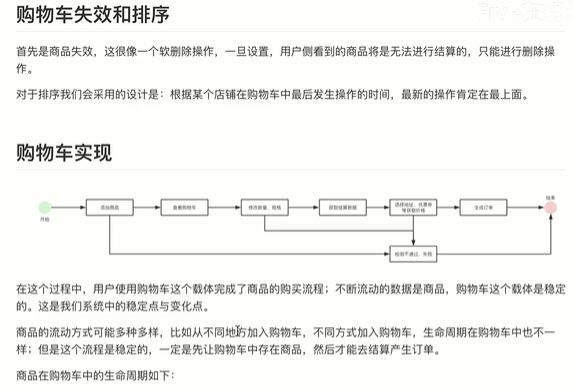 购物车失效和排序
首先是商品失效，这很像一个软删除操作，一旦设置，用户侧看到的商品将是无法进行结算的，只能进行删除操
作。
对于排序我们会采用的设计是：根据某个店铺在购物车中最后发生操作的时间，最新的操作肯定在最上面。
购物车实现
开始
添加商品
查看购物车
修改数量、规格
获取结算数据
选择地址、优惠券
等获取价格
生成订单
结束
检测不通过、失败
在这个过程中，用户使用购物车这个载体完成了商品的购买流程；不断流动的数据是商品，购物车这个载体是稳定
的。这是我们系统中的稳定点与变化点。
商品的流动方式可能多种多样，比如从不同地方加入购物车，不同方式加入购物车，生命周期在购物车中也不一
样；但是这个流程是稳定的，一定是先让购物车中存在商品，然后才能去结算产生订单。
商品在购物车中的生命周期如下：